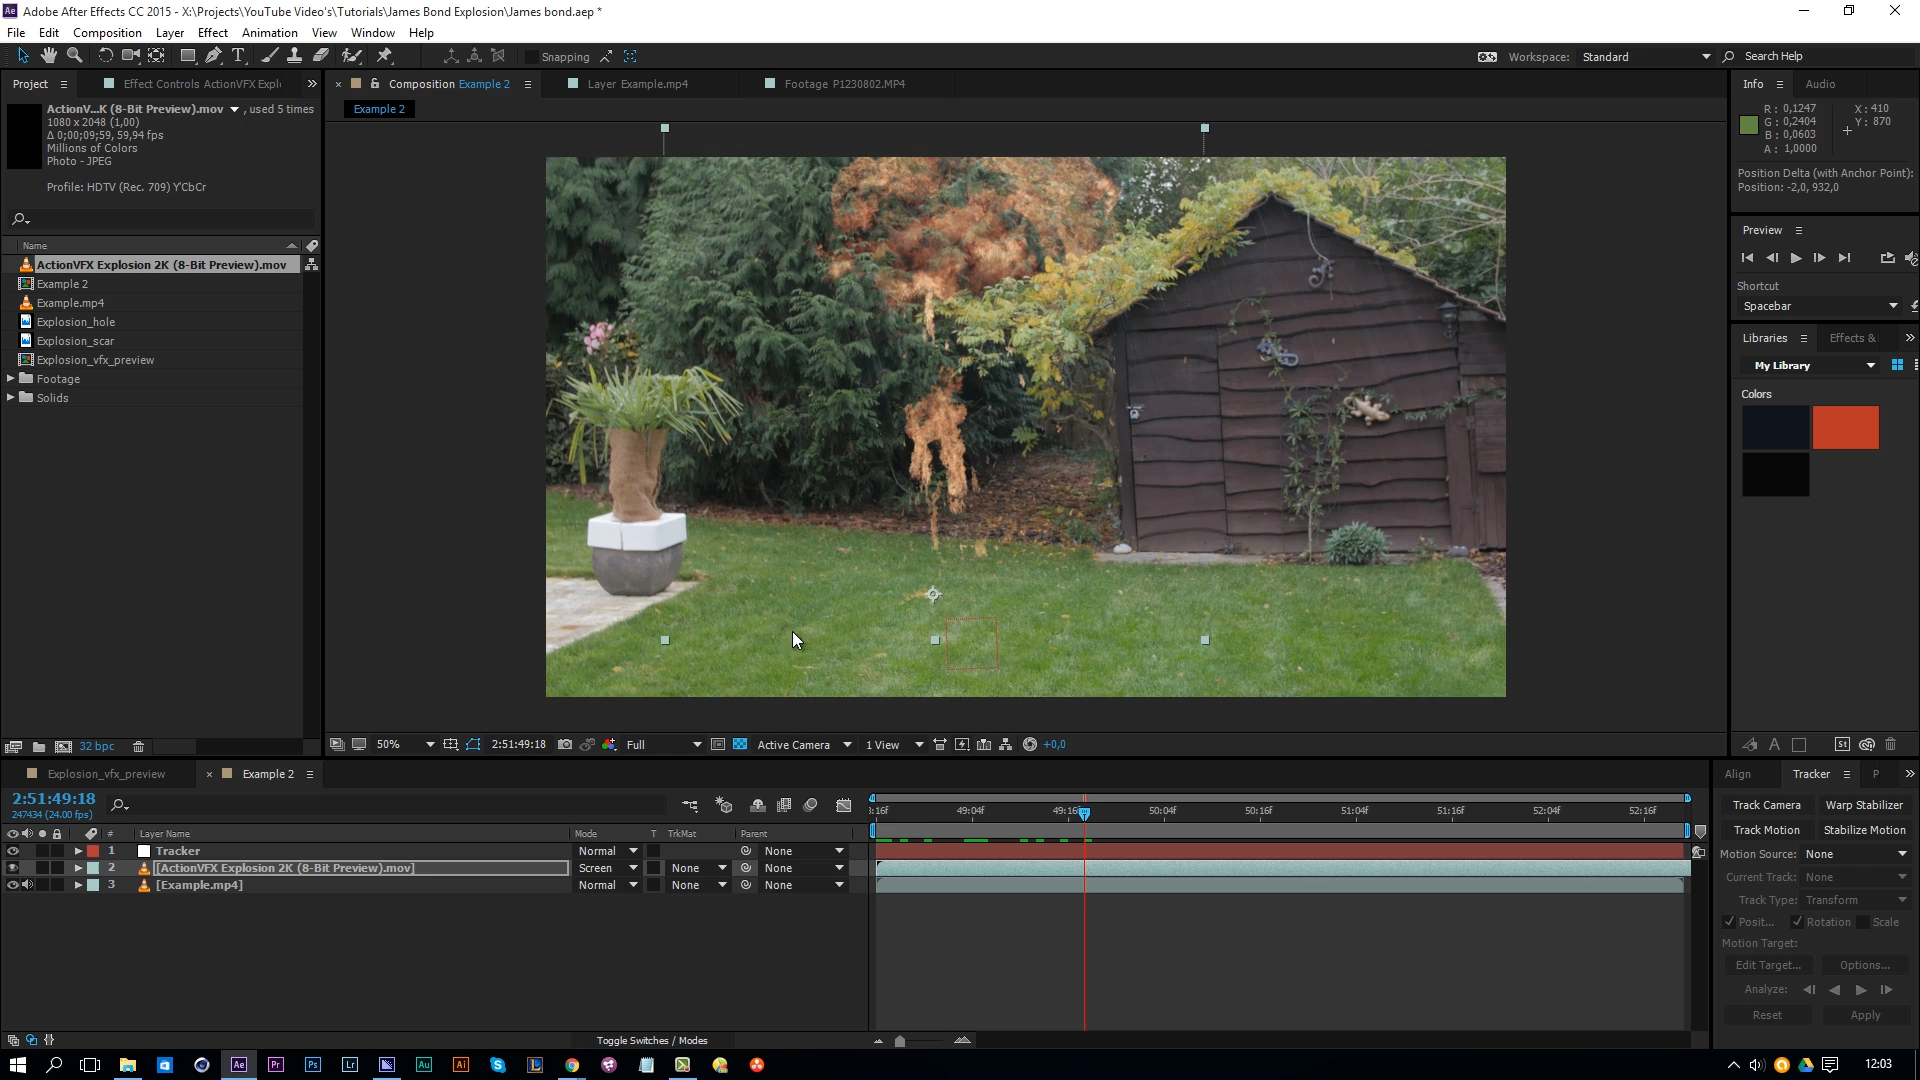 Ae Adobe After Effects CC 2015 - X:\Projects\YouTube Video's\Tutorials\James Bond Explosion\James bond.aep *
File Edit Composition Layer Effect Animation View Window Help
T Snapping Workspace: Standard Search Help
Project Effect Controls ActionVFX Expl Composition Example 2 Layer Example.mp4 Footage P1230802.MP4 Info Audio
Example 2
ActionV...K (8-Bit Preview).mov , used 5 times
1080 x 2048 (1,00)
Δ 0;00;09;59, 59,94 fps
Millions of Colors
Photo - JPEG
Profile: HDTV (Rec. 709) Y'CbCr
Name
ActionVFX Explosion 2K (8-Bit Preview).mov
Example 2
Example.mp4
Explosion_hole
Explosion_scar
Explosion_vfx_preview
Footage
Solids
32 bpc
50% 2:51:49:18 Full Active Camera 1 View +0,0
R: 0,1247 X: 410
G: 0,2404 Y: 870
B: 0,0603
A: 1,0000
Position Delta (with Anchor Point):
Position: -2,0, 932,0
Preview
Shortcut
Spacebar
Libraries Effects &
My Library
Colors
A St
Explosion_vfx_preview Example 2
2:51:49:18
247434 (24.00 fps)
# Layer Name Mode T TrkMat Parent
1 Tracker Normal None
2 [ActionVFX Explosion 2K (8-Bit Preview).mov] Screen None None
3 [Example.mp4] Normal None None
:16f 49:04f 49:16 50:04f 50:16f 51:04f 51:16f 52:04f 52:16f
Toggle Switches / Modes
Align Tracker P
Track Camera Warp Stabilizer
Track Motion Stabilize Motion
Motion Source: None
Current Track: None
Track Type: Transform
Posit... Rotation Scale
Motion Target:
Edit Target... Options...
Analyze:
Reset Apply
Ae Pr Ps Lr Au Ai
12:03